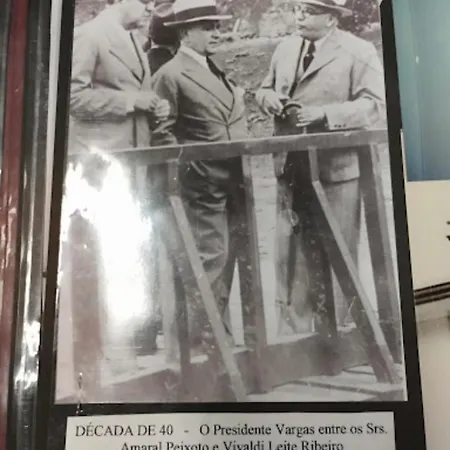 DÉCADA DE 40 - O Presidente Vargas entre os Srs.
Amaral Peixoto e Vivaldi Leite Ribeiro